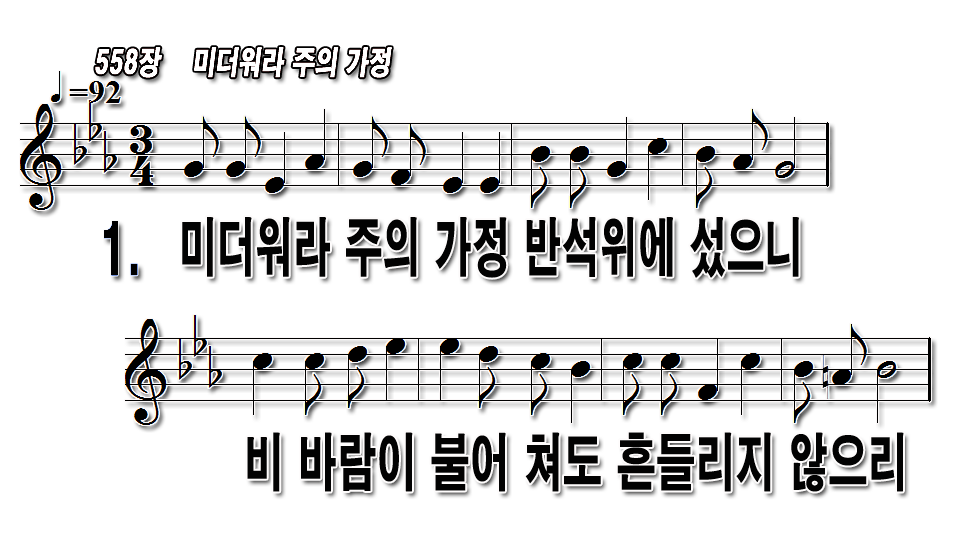 558장 미더워라 주의 가정
♩=92
3
4
1. 미더워라 주의 가정 반석위에 섰으니
비 바람이 불어 쳐도 흔들리지 않으리